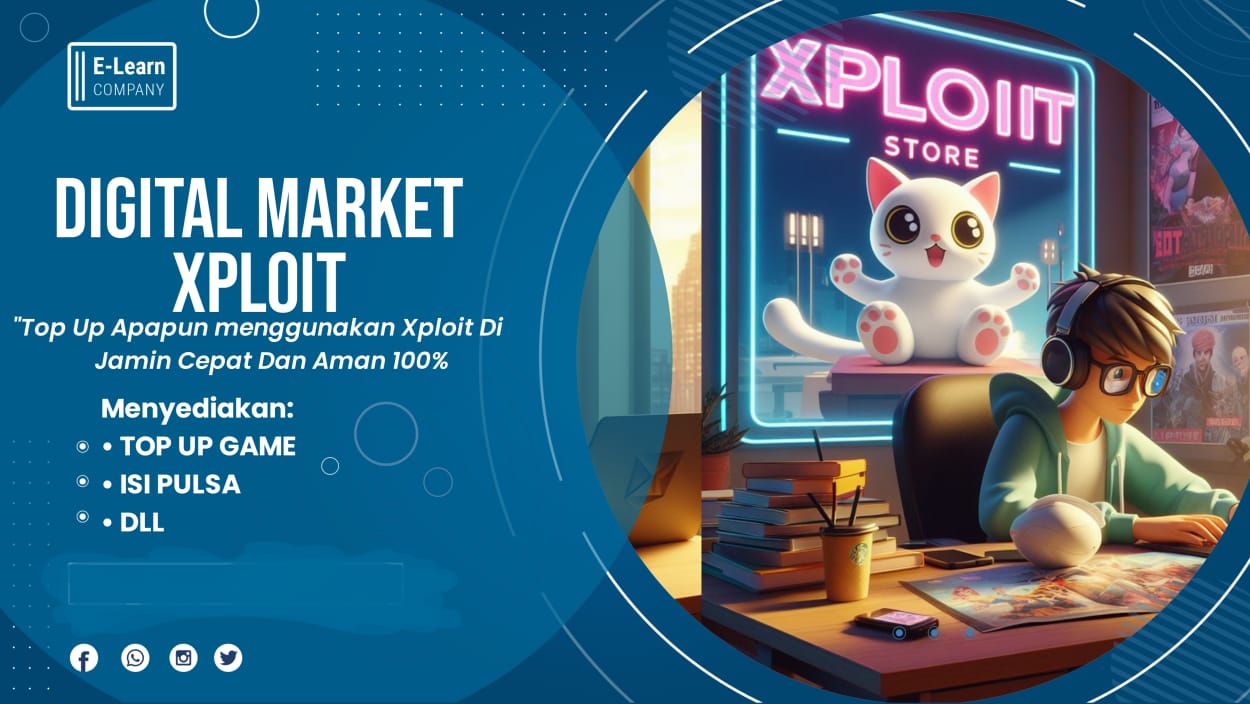 E-Learn
COMPANY
DIGITAL MARKET
XPLOIT
"Top Up Apapun menggunakan Xploit Di
Jamin Cepat Dan Aman 100%
Menyediakan:
• TOP UP GAME
• ISI PULSA
• DLL
XPLOIIT
STORE